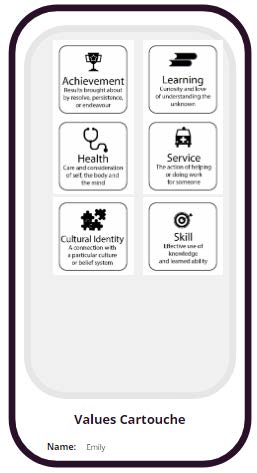 Achievement
Results brought about
by resolve, persistence,
or endeavour
Learning
Curiosity and love
of understanding the
unknown
Health
Care and consideration
of self, the body and
the mind
Service
The action of helping
or doing work
for someone
Cultural Identity
A connection with
a particular culture
or belief system
Skill
Effective use of
knowledge
and learned ability
Values Cartouche
Name: Emily